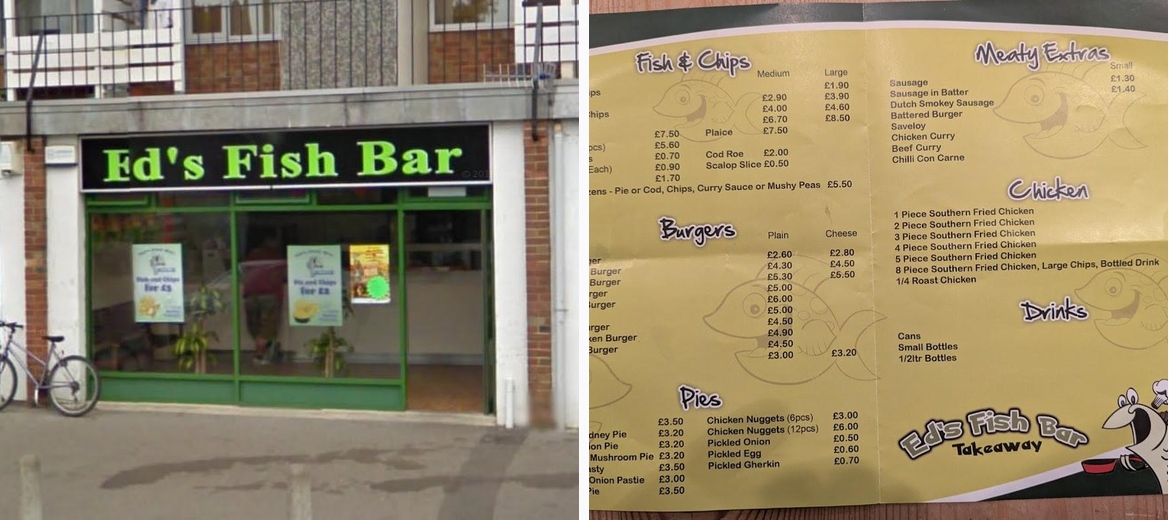 Ed's Fish Bar
Fish and Chips
for £5
Pie and Chips
for £3
Fish & Chips
Medium
Large
£1.90
£2.90
£3.90
£4.00
£4.60
£6.70
£8.50
£7.50
Plaice
£7.50
£5.60
£0.70
Cod Roe
£2.00
Each)
£0.90
Scalop Slice
£0.50
£1.70
Pie or Cod, Chips, Curry Sauce or Mushy Peas £5.50
Burgers
Plain
Cheese
£2.60
£2.80
Burger
£4.30
£4.50
Burger
£5.30
£5.50
£5.00
£6.00
£5.00
£4.50
Burger
£4.90
£4.50
Burger
£3.00
£3.20
Pies
£3.50
Chicken Nuggets (6pcs)
£3.00
Pie £3.20
Chicken Nuggets (12pcs)
£6.00
Pie £3.20
Pickled Onion
£0.50
Mushroom Pie £3.20
Pickled Egg
£0.60
£3.50
Pickled Gherkin
£0.70
Onion Pastie £3.00
£3.50
Meaty Extras
Small
Sausage
£1.30
Sausage in Batter
£1.40
Dutch Smokey Sausage
Battered Burger
Saveloy
Chicken Curry
Beef Curry
Chilli Con Carne
Chicken
1 Piece Southern Fried Chicken
2 Piece Southern Fried Chicken
3 Piece Southern Fried Chicken
4 Piece Southern Fried Chicken
5 Piece Southern Fried Chicken
8 Piece Southern Fried Chicken, Large Chips, Bottled Drink
1/4 Roast Chicken
Drinks
Cans
Small Bottles
1/2ltr Bottles
Ed's Fish Bar
Takeaway